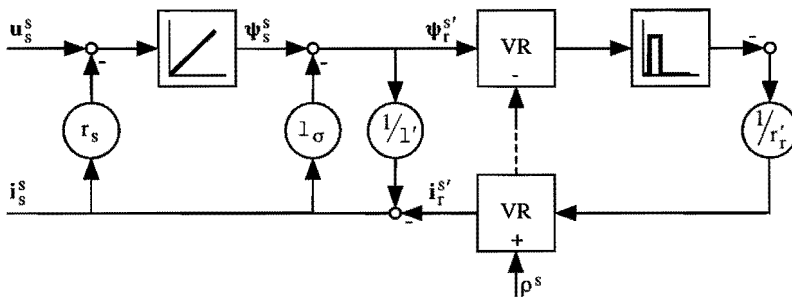 u_s^s
-
ψ_s^s
-
ψ_r^s'
VR
-
-
r_s
l_σ
1/l'
1/r_r'
i_s^s
-
i_r^s'
VR
+
ρ^s